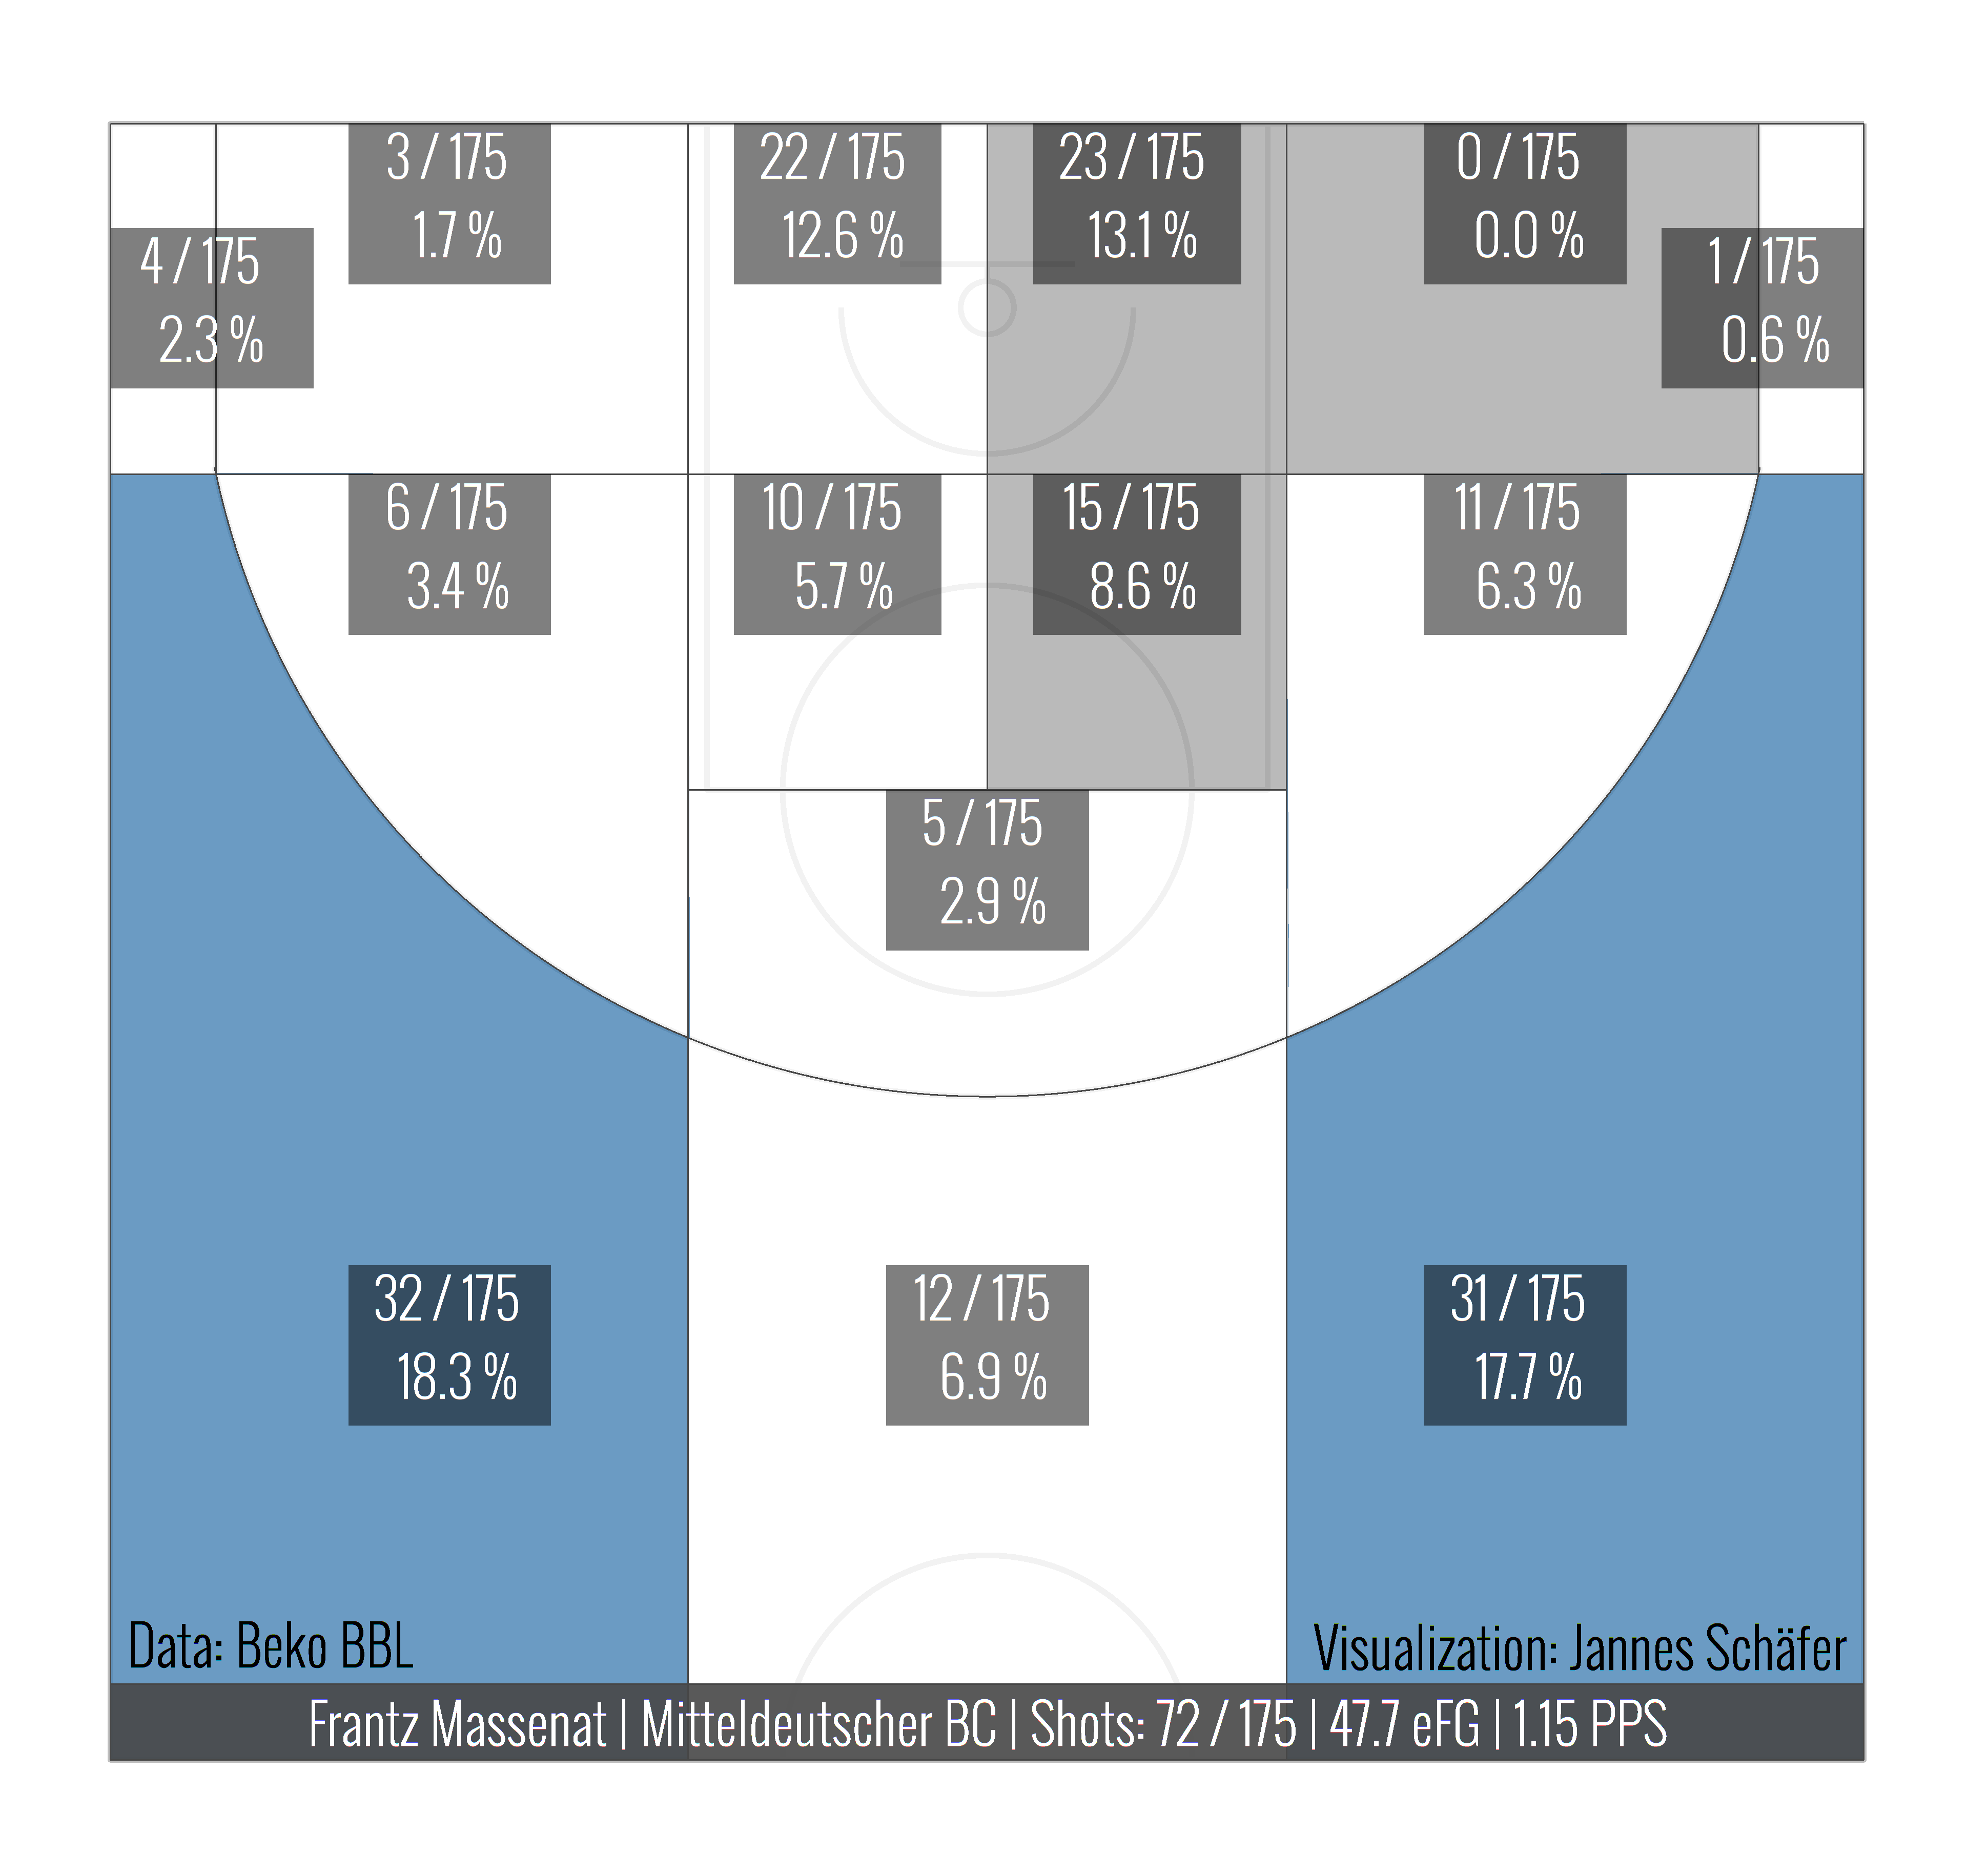 3 / 175
1.7 %
22 / 175
12.6 %
23 / 175
13.1 %
0 / 175
0.0 %
4 / 175
2.3 %
1 / 175
0.6 %
6 / 175
3.4 %
10 / 175
5.7 %
15 / 175
8.6 %
11 / 175
6.3 %
5 / 175
2.9 %
32 / 175
18.3 %
12 / 175
6.9 %
31 / 175
17.7 %
Data: Beko BBL
Visualization: Jannes Schäfer
Frantz Massenat | Mitteldeutscher BC | Shots: 72 / 175 | 47.7 eFG | 1.15 PPS